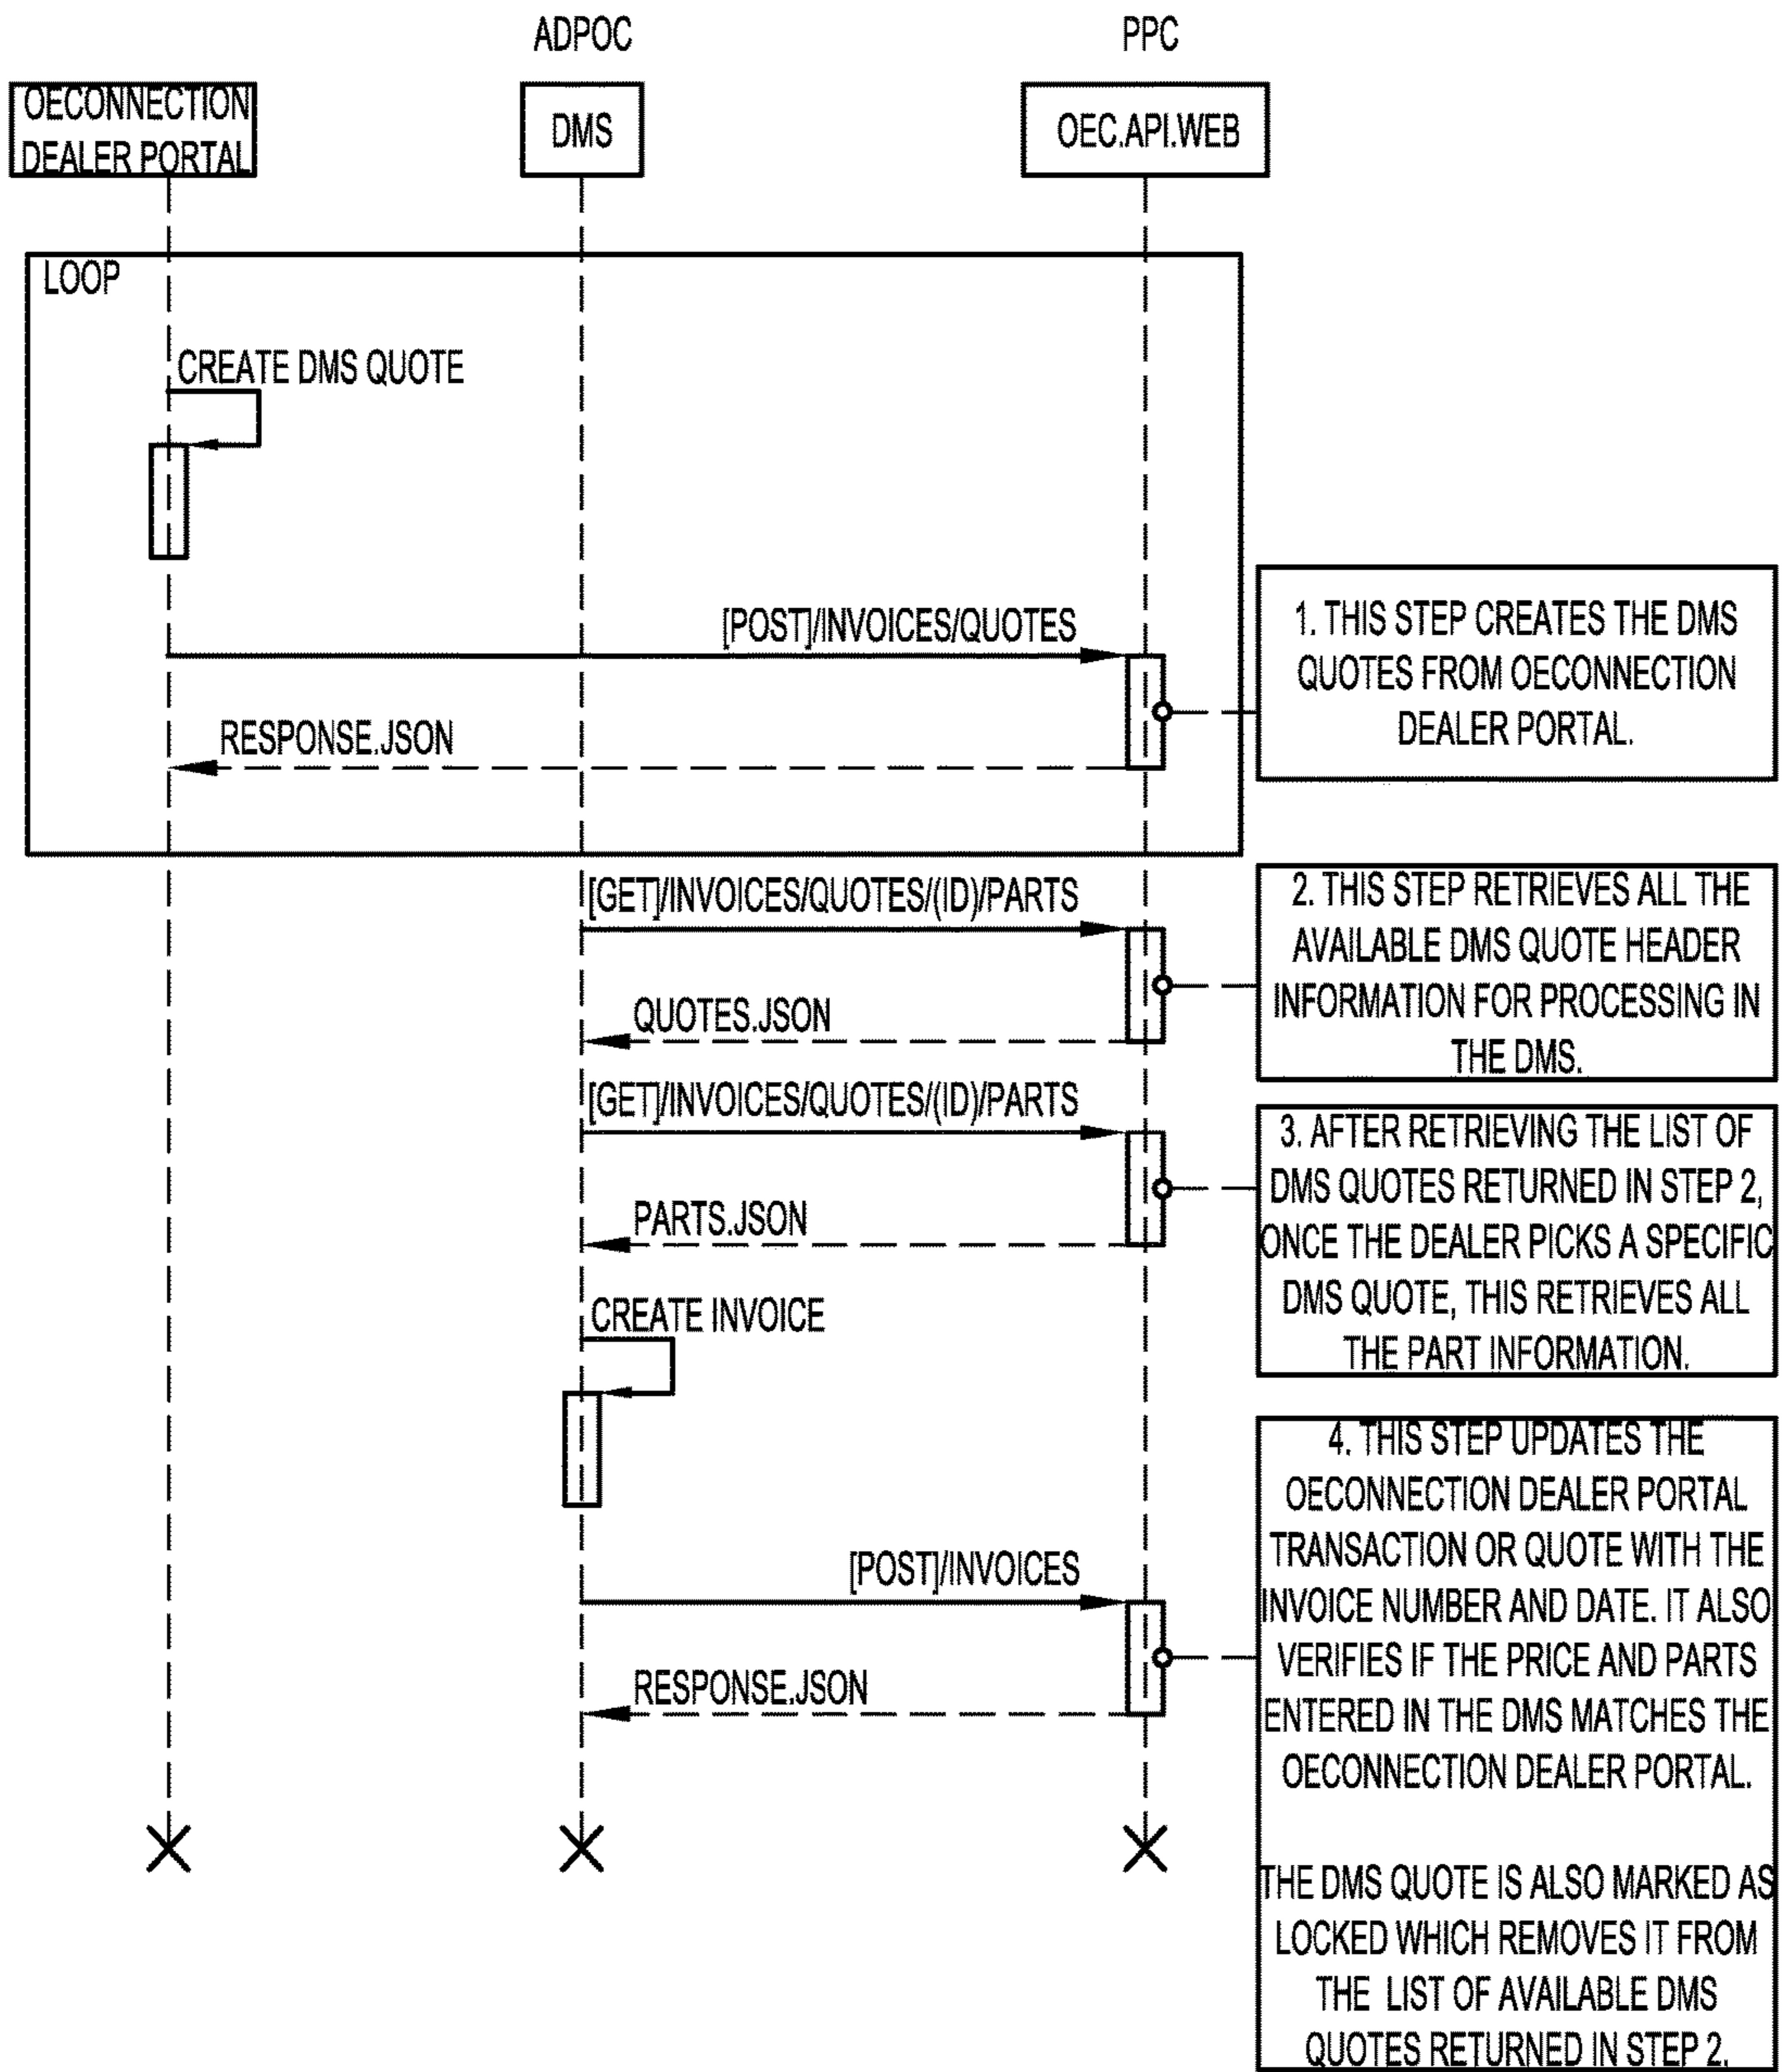 ADPOC
PPC
OECONNECTION
DEALER PORTAL
DMS
OEC.API.WEB
LOOP
CREATE DMS QUOTE
[POST]/INVOICES/QUOTES
RESPONSE.JSON
1. THIS STEP CREATES THE DMS
QUOTES FROM OECONNECTION
DEALER PORTAL.
[GET]/INVOICES/QUOTES/(ID)/PARTS
QUOTES.JSON
2. THIS STEP RETRIEVES ALL THE
AVAILABLE DMS QUOTE HEADER
INFORMATION FOR PROCESSING IN
THE DMS.
[GET]/INVOICES/QUOTES/(ID)/PARTS
PARTS.JSON
3. AFTER RETRIEVING THE LIST OF
DMS QUOTES RETURNED IN STEP 2,
ONCE THE DEALER PICKS A SPECIFIC
DMS QUOTE, THIS RETRIEVES ALL
THE PART INFORMATION.
CREATE INVOICE
[POST]/INVOICES
RESPONSE.JSON
4. THIS STEP UPDATES THE
OECONNECTION DEALER PORTAL
TRANSACTION OR QUOTE WITH THE
INVOICE NUMBER AND DATE. IT ALSO
VERIFIES IF THE PRICE AND PARTS
ENTERED IN THE DMS MATCHES THE
OECONNECTION DEALER PORTAL.
THE DMS QUOTE IS ALSO MARKED AS
LOCKED WHICH REMOVES IT FROM
THE LIST OF AVAILABLE DMS
QUOTES RETURNED IN STEP 2.